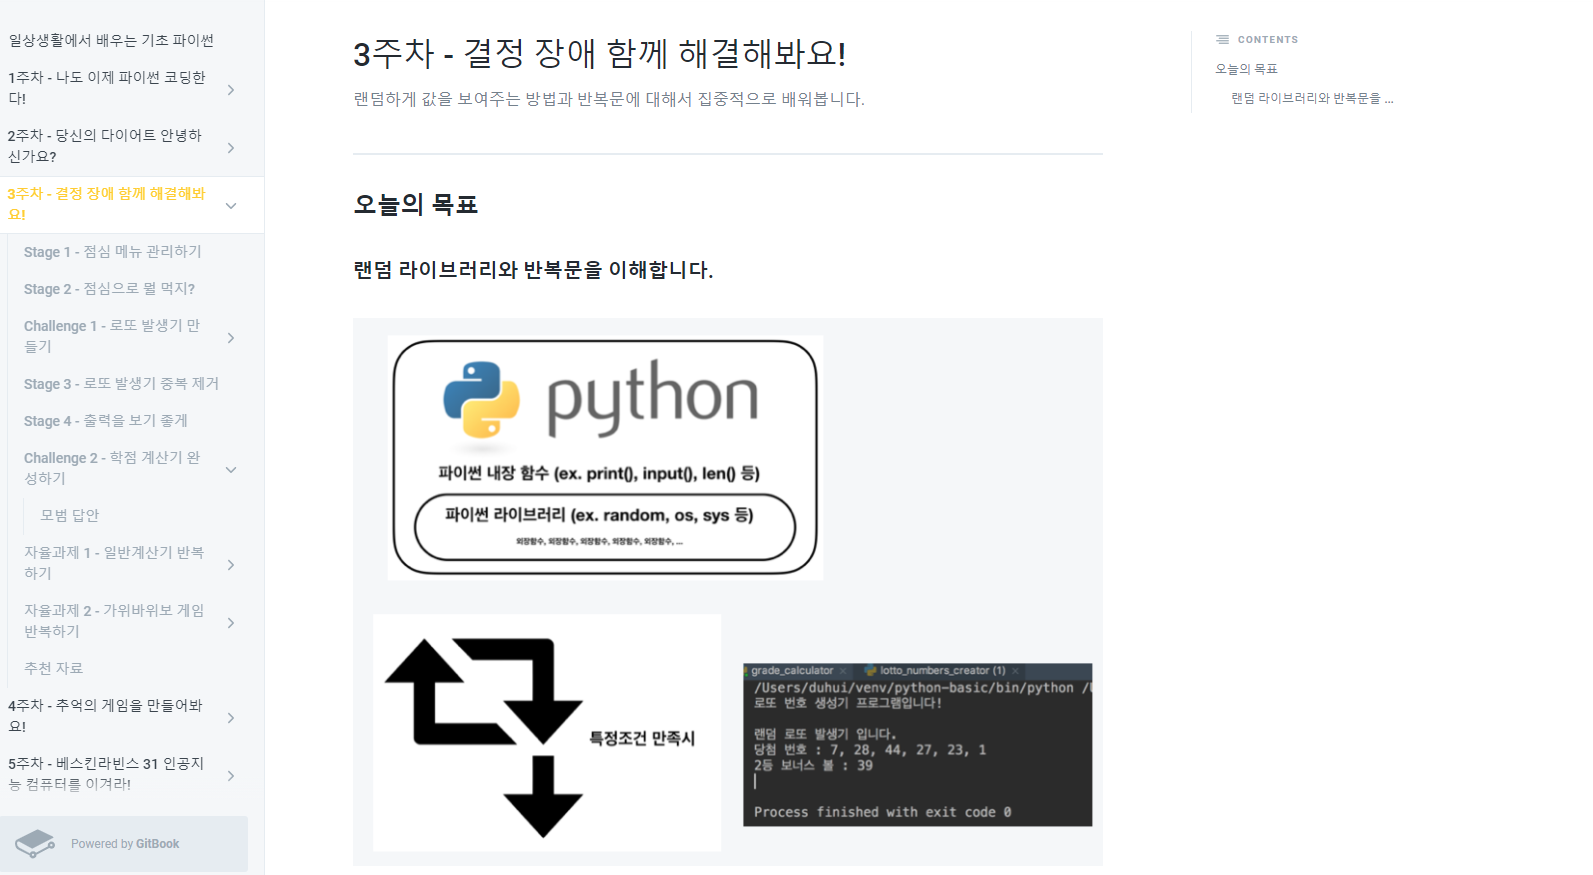 일상생활에서 배우는 기초 파이썬
1주차 - 나도 이제 파이썬 코딩한
다!
2주차 - 당신의 다이어트 안녕하
신가요?
3주차 - 결정 장애 함께 해결해봐
요!
Stage 1 - 점심 메뉴 관리하기
Stage 2 - 점심으로 뭘 먹지?
Challenge 1 - 로또 발생기 만
들기
Stage 3 - 로또 발생기 중복 제거
Stage 4 - 출력을 보기 좋게
Challenge 2 - 학점 계산기 완
성하기
모범 답안
자율과제 1 - 일반계산기 반복
하기
자율과제 2 - 가위바위보 게임
반복하기
추천 자료
4주차 - 추억의 게임을 만들어봐
요!
5주차 - 베스킨라빈스 31 인공지
능 컴퓨터를 이겨라!
Powered by GitBook
3주차 - 결정 장애 함께 해결해봐요!
랜덤하게 값을 보여주는 방법과 반복문에 대해서 집중적으로 배워봅니다.
오늘의 목표
랜덤 라이브러리와 반복문을 이해합니다.
python
파이썬 내장 함수 (ex. print(), input(), len() 등)
파이썬 라이브러리 (ex. random, os, sys 등)
외장함수, 외장함수, 외장함수, 외장함수, 외장함수, ...
특정조건 만족시
grade_calculator × lotto_numbers_creator (1) ×
/Users/duhui/venv/python-basic/bin/python /U
로또 번호 생성기 프로그램입니다!
랜덤 로또 발생기 입니다.
당첨 번호 : 7, 28, 44, 27, 23, 1
2등 보너스 볼 : 39
Process finished with exit code 0
CONTENTS
오늘의 목표
랜덤 라이브러리와 반복문을 ...